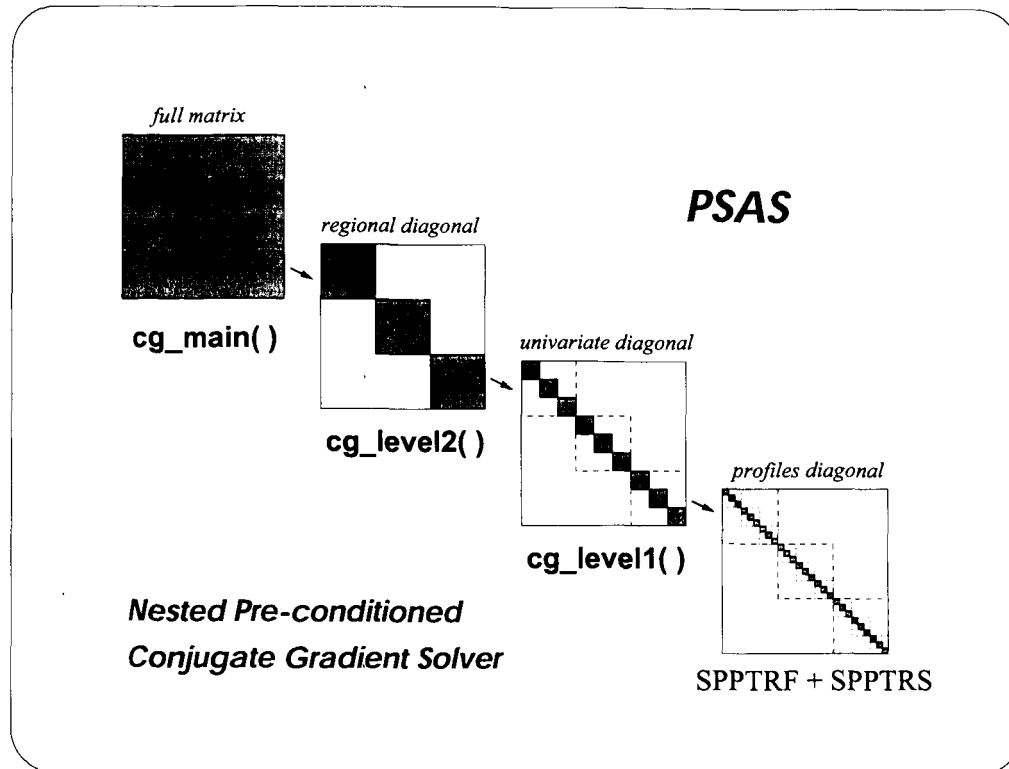 full matrix
PSAS
regional diagonal
cg_main( )
univariate diagonal
cg_level2( )
profiles diagonal
cg_level1( )
Nested Pre-conditioned
Conjugate Gradient Solver
SPPTRF + SPPTRS